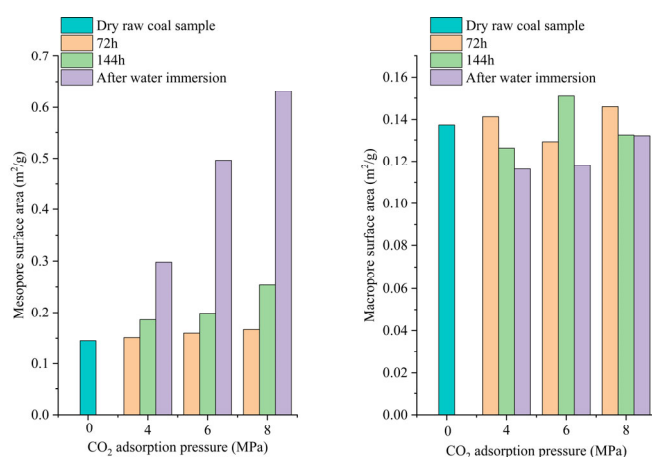 Dry raw coal sample
72h
144h
After water immersion
0.7
0.6
0.5
0.4
0.3
0.2
0.1
0.0
Mesopore surface area (m²/g)
0
4
6
8
CO₂ adsorption pressure (MPa)
Dry raw coal sample
72h
144h
After water immersion
0.16
0.14
0.12
0.10
0.08
0.06
0.04
0.02
0.00
Macropore surface area (m²/g)
0
4
6
8
CO₂ adsorption pressure (MPa)